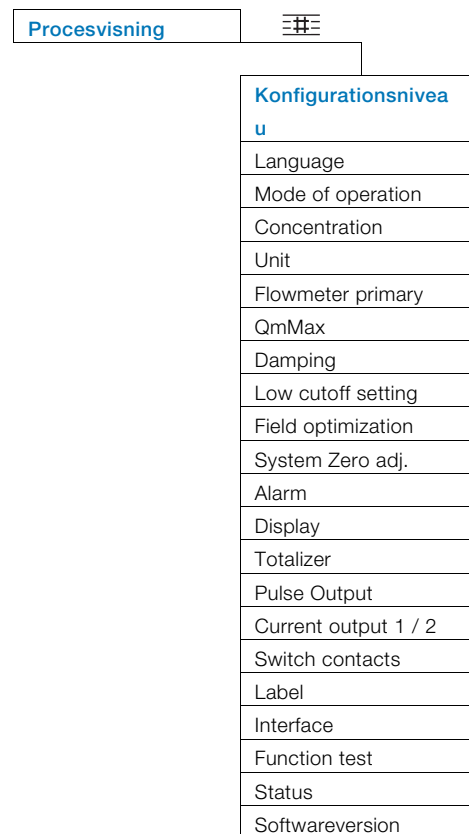 Procesvisning
Konfigurationsnivea
u
Language
Mode of operation
Concentration
Unit
Flowmeter primary
QmMax
Damping
Low cutoff setting
Field optimization
System Zero adj.
Alarm
Display
Totalizer
Pulse Output
Current output 1 / 2
Switch contacts
Label
Interface
Function test
Status
Softwareversion